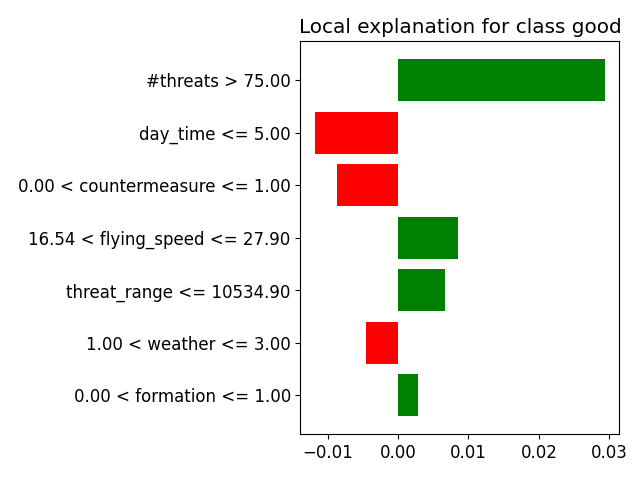 Local explanation for class good
#threats > 75.00
day_time <= 5.00
0.00 < countermeasure <= 1.00
16.54 < flying_speed <= 27.90
threat_range <= 10534.90
1.00 < weather <= 3.00
0.00 < formation <= 1.00
−0.01 0.00 0.01 0.02 0.03